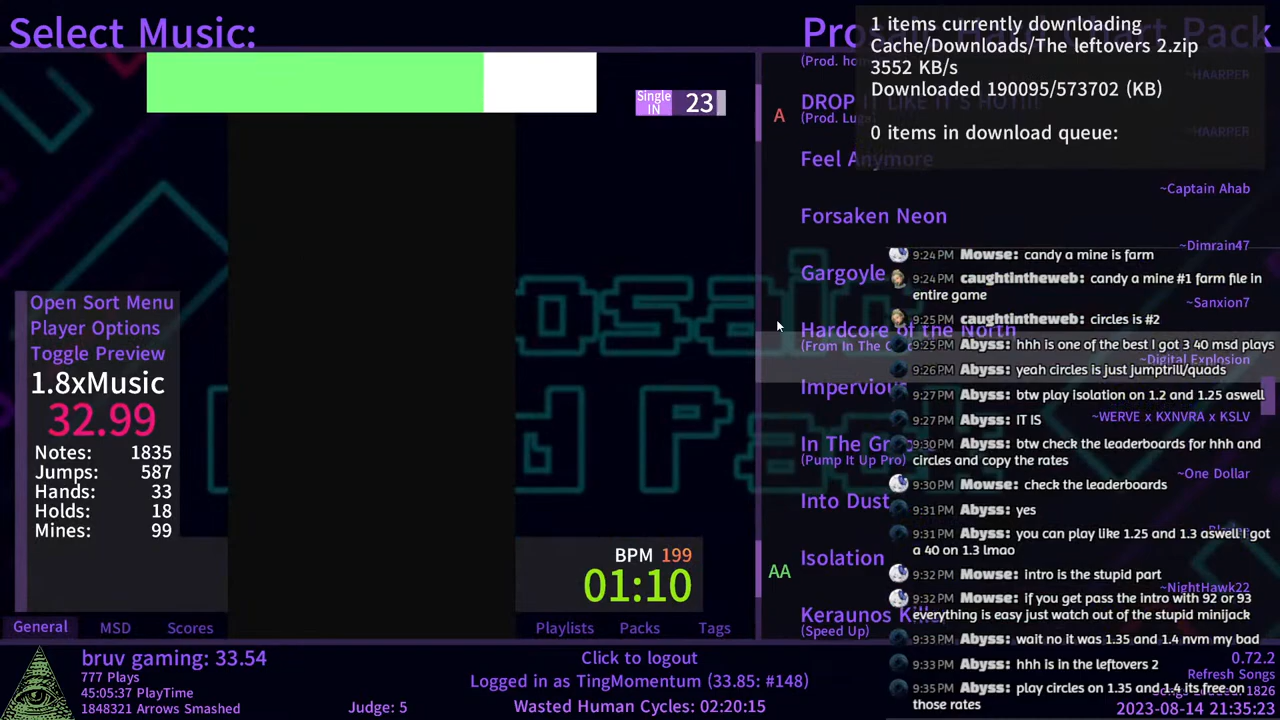 Select Music:
1 items currently downloading
Cache/Downloads/The leftovers 2.zip
3552 KB/s
Downloaded 190095/573702 (KB)
0 items in download queue:
Single
IN
23
A
DROP IT LIKE IT'S HOT!!!
~HAARPER
~HAARPER
Feel Anymore
~Captain Ahab
Forsaken Neon
~Dimrain47
Gargoyle
~Sanxion7
Hardcore of the North
~Digital Explosion
Impervious
~WERVE x KXNVRA x KSLV
(Pump It Up Pro)
~One Dollar
Into Dust
AA
Isolation
~NightHawk22
(Speed Up)
9:24 PM Mowse: candy a mine is farm
9:24 PM caughtintheweb: candy a mine #1 farm file in
entire game
9:25 PM caughtintheweb: circles is #2
9:25 PM Abyss: hhh is one of the best I got 3 40 msd plays
9:26 PM Abyss: yeah circles is just jumptrill/quads
9:27 PM Abyss: btw play isolation on 1.2 and 1.25 aswell
9:27 PM Abyss: IT IS
9:30 PM Abyss: btw check the leaderboards for hhh and
circles and copy the rates
9:30 PM Mowse: check the leaderboards
9:31 PM Abyss: yes
9:31 PM Abyss: you can play like 1.25 and 1.3 aswell I got
a 40 on 1.3 lmao
9:32 PM Mowse: intro is the stupid part
9:32 PM Mowse: if you get pass the intro with 92 or 93
everything is easy just watch out of the stupid minijack
9:33 PM Abyss: wait no it was 1.35 and 1.4 nvm my bad
9:33 PM Abyss: hhh is in the leftovers 2
9:35 PM Abyss: play circles on 1.35 and 1.4 its free on
those rates
Open Sort Menu
Player Options
Toggle Preview
1.8xMusic
32.99
Notes: 1835
Jumps: 587
Hands: 33
Holds: 18
Mines: 99
BPM 199
01:10
General
MSD
Scores
Playlists
Packs
Tags
bruv gaming: 33.54
777 Plays
45:05:37 PlayTime
1848321 Arrows Smashed
Judge: 5
Click to logout
Logged in as TingMomentum (33.85: #148)
Wasted Human Cycles: 02:20:15
0.72.2
Refresh Songs
1826
2023-08-14 21:35:23